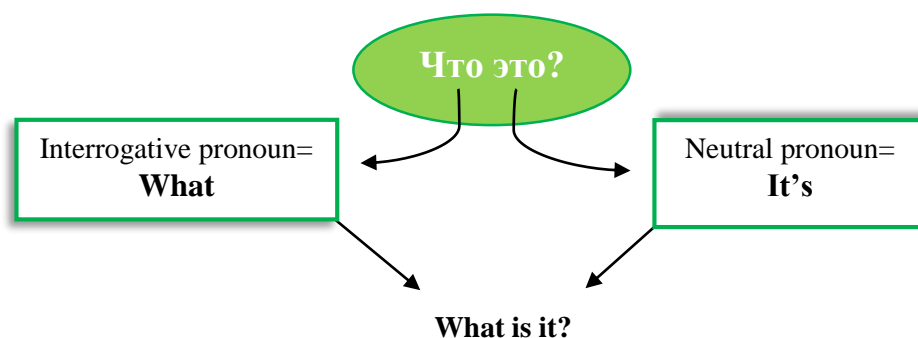 Что это?
Interrogative pronoun=
What
Neutral pronoun=
It’s
What is it?